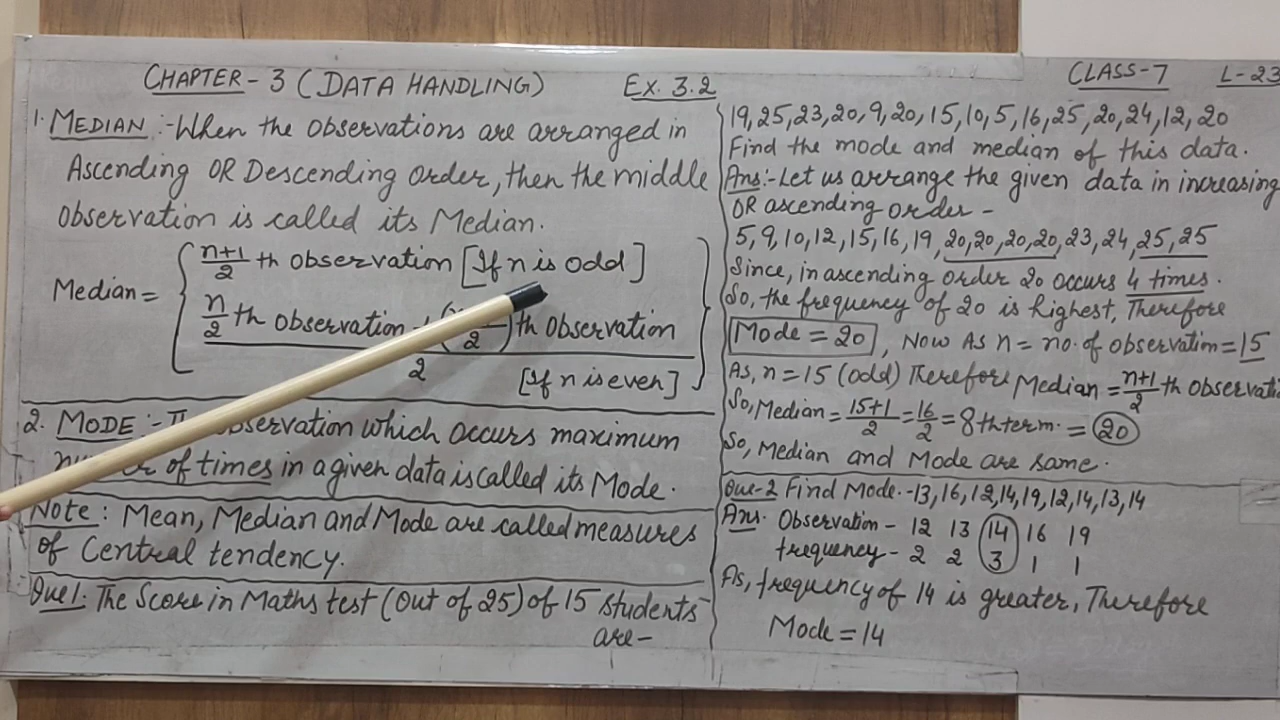 CHAPTER - 3 (DATA HANDLING) EX. 3.2
1. MEDIAN :- When the observations are arranged in
Ascending OR Descending order, then the middle
observation is called its Median.
Median = { n+1/2 th observation [If n is odd]
n/2 th observation + ( /2) th observation
2 [If n is even] }
2. MODE :- observation which occurs maximum
of times in a given data is called its Mode.
Note : Mean, Median and Mode are called measures
of Central tendency.
Que 1. The Score in Maths test (out of 25) of 15 students
are -
CLASS-7 L-23
19, 25, 23, 20, 9, 20, 15, 10, 5, 16, 25, 20, 24, 12, 20
Find the mode and median of this data.
Ans:- Let us arrange the given data in increasing
OR ascending order -
5, 9, 10, 12, 15, 16, 19, 20, 20, 20, 20, 23, 24, 25, 25
Since, in ascending order 20 occurs 4 times.
So, the frequency of 20 is highest, Therefore
Mode = 20 , Now As n = no. of observation = 15
As, n = 15 (odd) Therefore Median = n+1/2 th observati
So, Median = 15+1/2 = 16/2 = 8th term. = 20
So, Median and Mode are same.
Que-2 Find Mode. - 13, 16, 12, 14, 19, 12, 14, 13, 14
Ans. Observation - 12 13 14 16 19
frequency - 2 2 3 1 1
As, frequency of 14 is greater, Therefore
Mode = 14